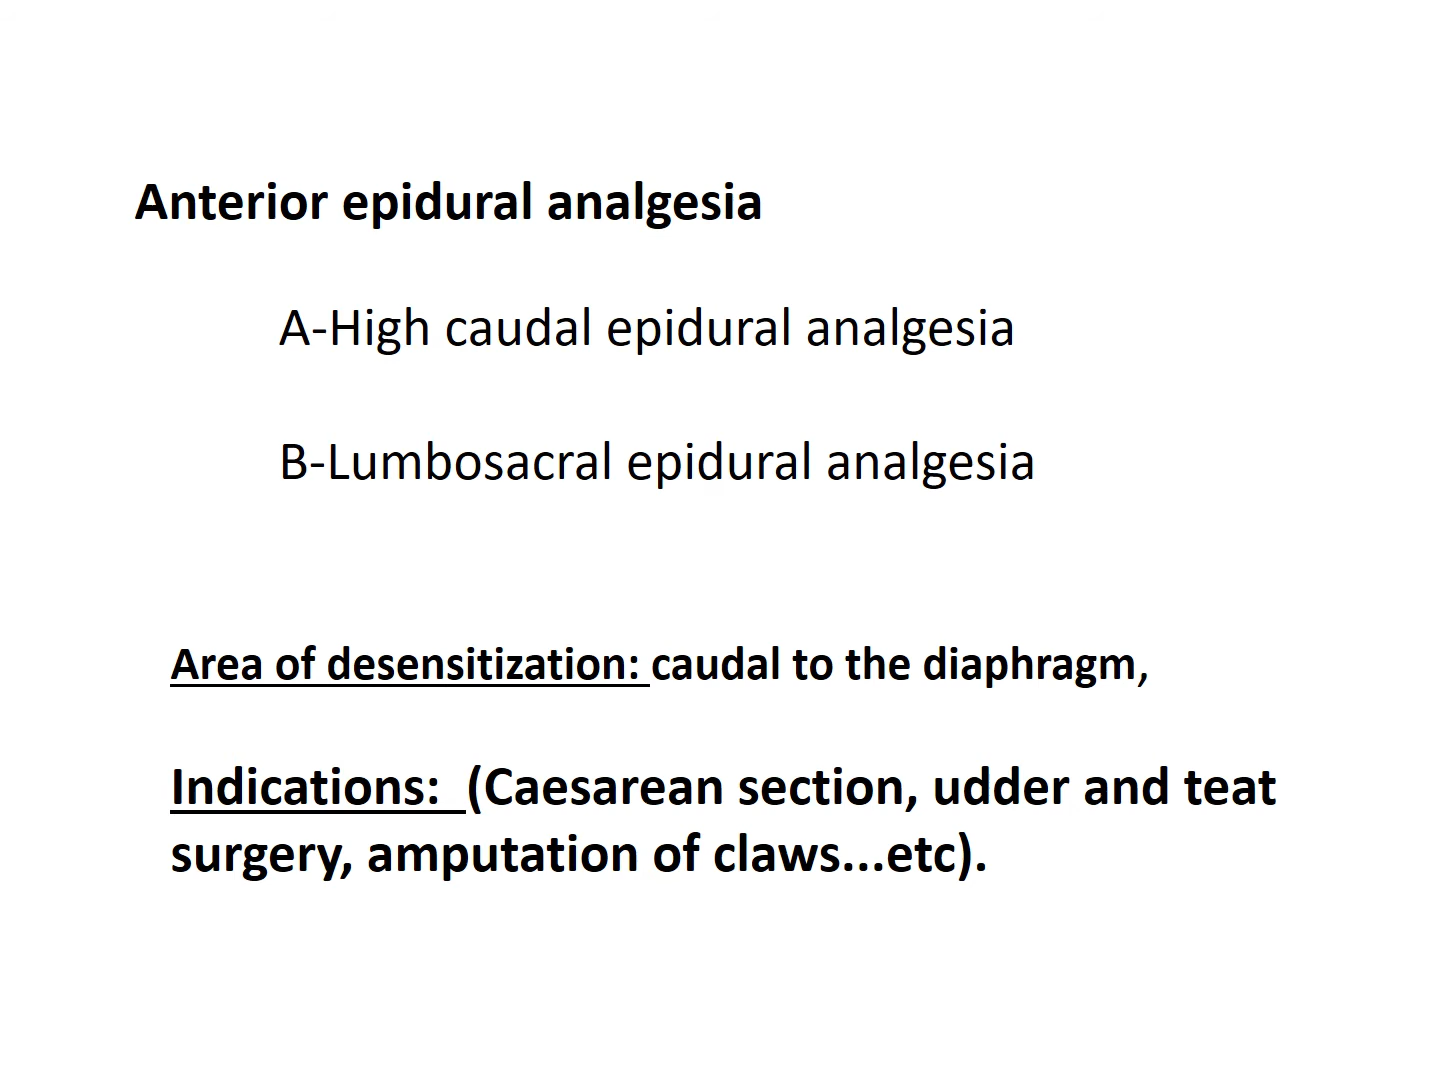 Anterior epidural analgesia
A-High caudal epidural analgesia
B-Lumbosacral epidural analgesia
Area of desensitization: caudal to the diaphragm,
Indications:  (Caesarean section, udder and teat
surgery, amputation of claws...etc).